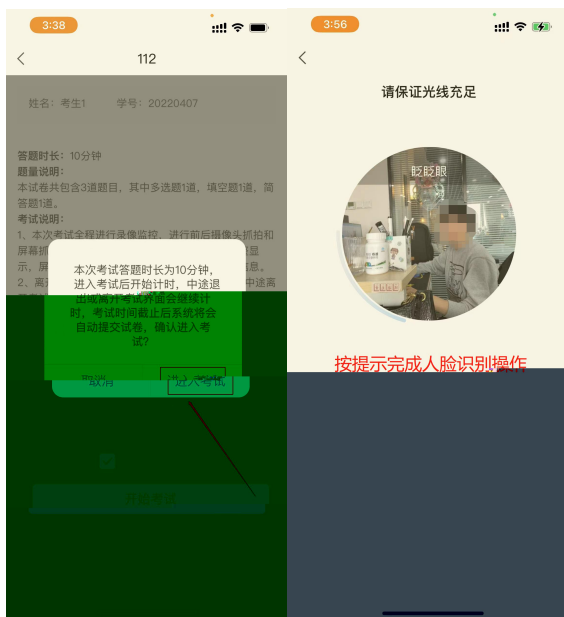 3:38
112
姓名：考生1 学号：20220407
答题时长：10分钟
题量说明：
本试卷共包含3道题目，其中多选题1道，填空题1道，简
答题1道。
考试说明：
1、本次考试全程进行录像监控，进行前后摄像头抓拍和
屏幕抓
显
示，屏
信息。
2、离开
中途离
本次考试答题时长为10分钟，
进入考试后开始计时，中途退
出或离开考试界面会继续计
时，考试时间截止后系统将会
自动提交试卷，确认进入考
试？
取消 进入考试
开始考试
3:56
请保证光线充足
眨眨眼
按提示完成人脸识别操作